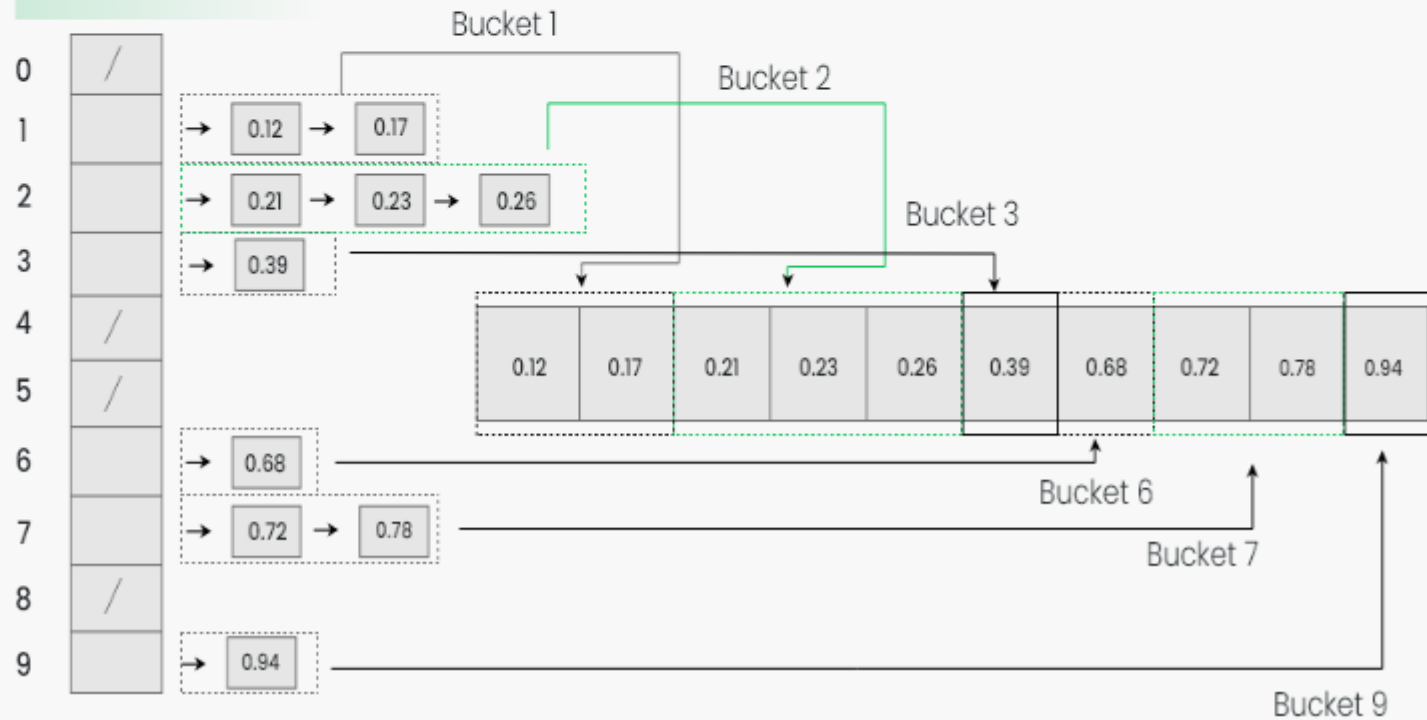 Bucket 1
0 /
Bucket 2
1 0.12 0.17
2 0.21 0.23 0.26
Bucket 3
3 0.39
4 /
0.12 0.17 0.21 0.23 0.26 0.39 0.68 0.72 0.78 0.94
5 /
6 0.68
Bucket 6
7 0.72 0.78
Bucket 7
8 /
9 0.94
Bucket 9